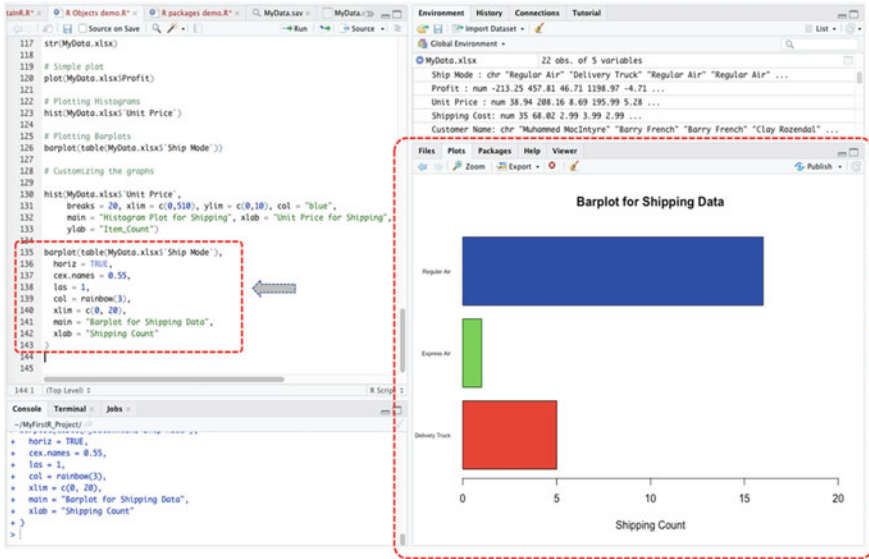 tainR.R* × R Objects demo.R* × R packages demo.R* × MyData.sav × MyData.c
Source on Save Run Source
117 str(MyData.xlsx)
118
119 # Simple plot
120 plot(MyData.xlsx$Profit)
121
122 # Plotting Histograms
123 hist(MyData.xlsx$`Unit Price`)
124
125 # Plotting Barplots
126 barplot(table(MyData.xlsx$`Ship Mode`))
127
128 # Customizing the graphs
129
130 hist(MyData.xlsx$`Unit Price`,
131 breaks = 20, xlim = c(0,510), ylim = c(0,10), col = "blue",
132 main = "Histogram Plot for Shipping", xlab = "Unit Price for Shipping",
133 ylab = "Item_Count")
134
135 barplot(table(MyData.xlsx$`Ship Mode`),
136 horiz = TRUE,
137 cex.names = 0.55,
138 las = 1,
139 col = rainbow(3),
140 xlim = c(0, 20),
141 main = "Barplot for Shipping Data",
142 xlab = "Shipping Count"
143 )
144
145
144:1 (Top Level) R Script
Console Terminal × Jobs ×
~/MyFirstR_Project/
+ horiz = TRUE,
+ cex.names = 0.55,
+ las = 1,
+ col = rainbow(3),
+ xlim = c(0, 20),
+ main = "Barplot for Shipping Data",
+ xlab = "Shipping Count"
+ )
>
Environment History Connections Tutorial
Import Dataset List
Global Environment
MyData.xlsx 22 obs. of 5 variables
Ship Mode : chr "Regular Air" "Delivery Truck" "Regular Air" "Regular Air" ...
Profit : num -213.25 457.81 46.71 1198.97 -4.71 ...
Unit Price : num 38.94 208.16 8.69 195.99 5.28 ...
Shipping Cost: num 35 68.02 2.99 3.99 2.99 ...
Customer Name: chr "Muhammed MacIntyre" "Barry French" "Barry French" "Clay Rozendal" ...
Files Plots Packages Help Viewer
Zoom Export Publish
Barplot for Shipping Data
Regular Air
Express Air
Delivery Truck
0 5 10 15 20
Shipping Count